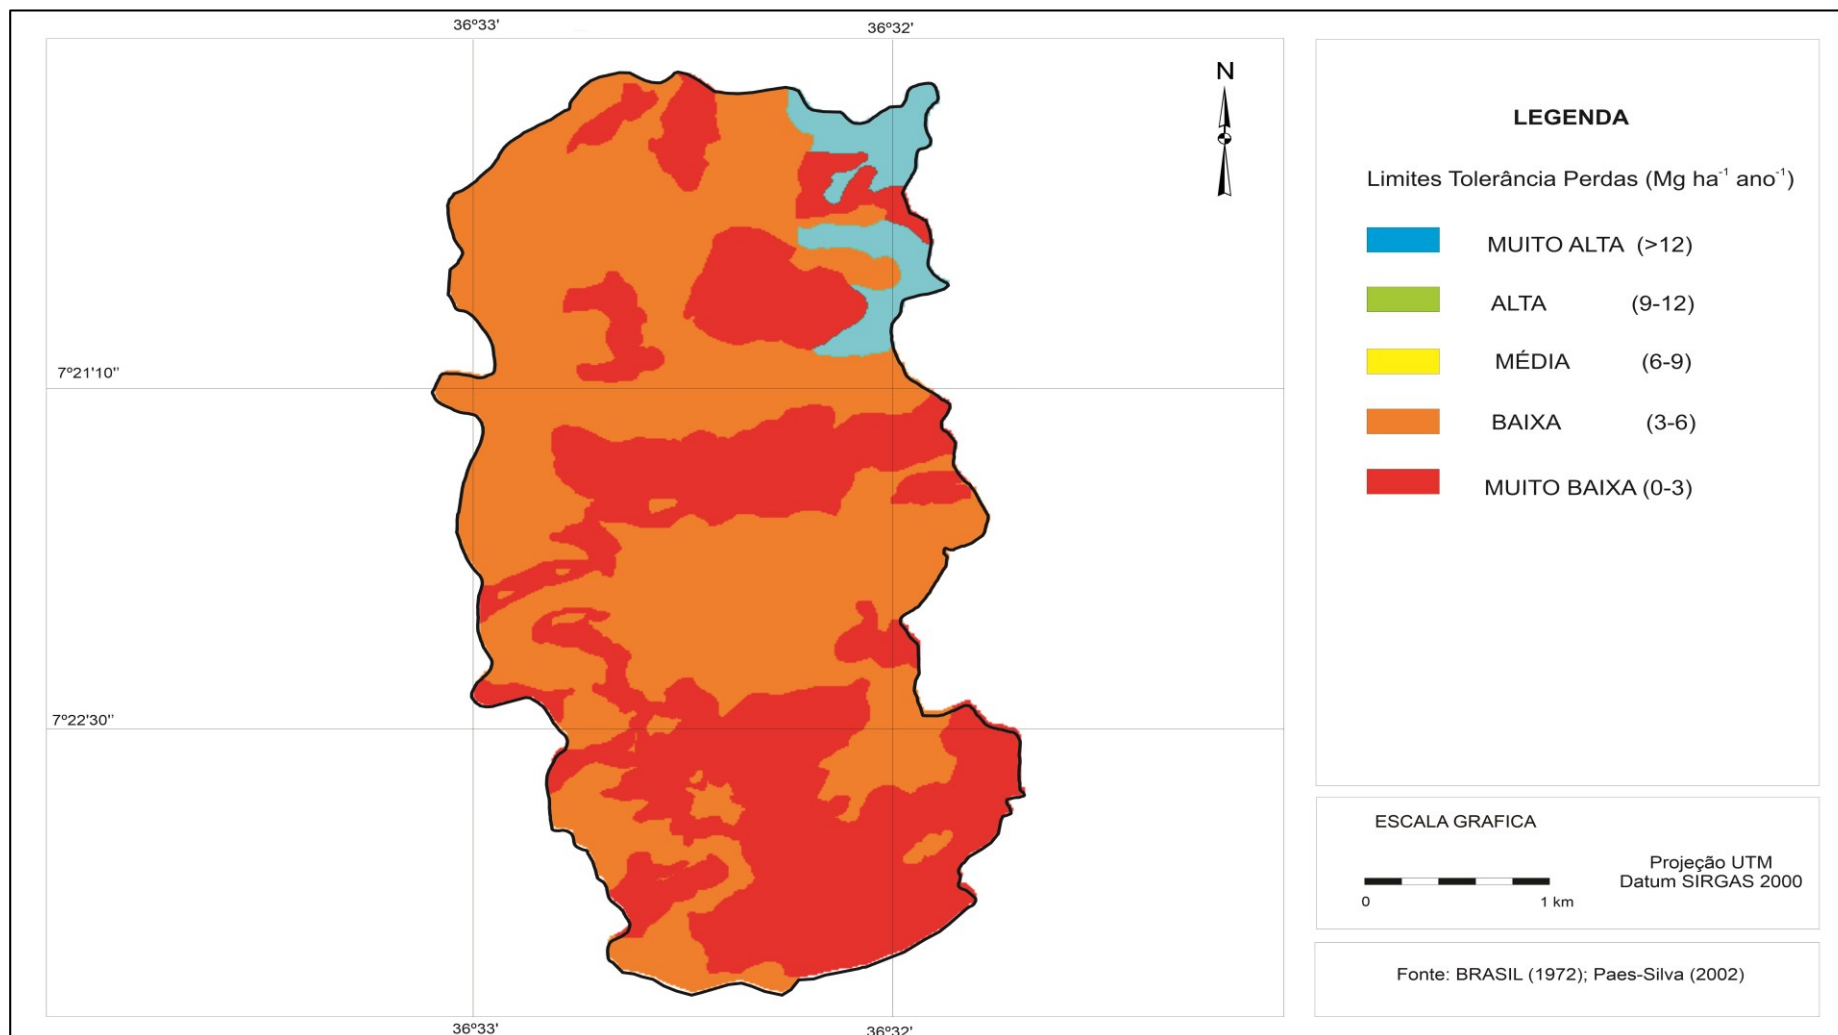 36º33'
36º32'
N
7º21'10''
7º22'30''
36º33'
36º32'
LEGENDA
Limites Tolerância Perdas (Mg ha⁻¹ ano⁻¹)
MUITO ALTA (>12)
ALTA (9-12)
MÉDIA (6-9)
BAIXA (3-6)
MUITO BAIXA (0-3)
ESCALA GRAFICA
0 1 km
Projeção UTM
Datum SIRGAS 2000
Fonte: BRASIL (1972); Paes-Silva (2002)